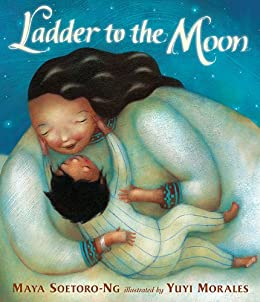 Ladder to the Moon
Maya Soetoro-Ng illustrated by Yuyi Morales